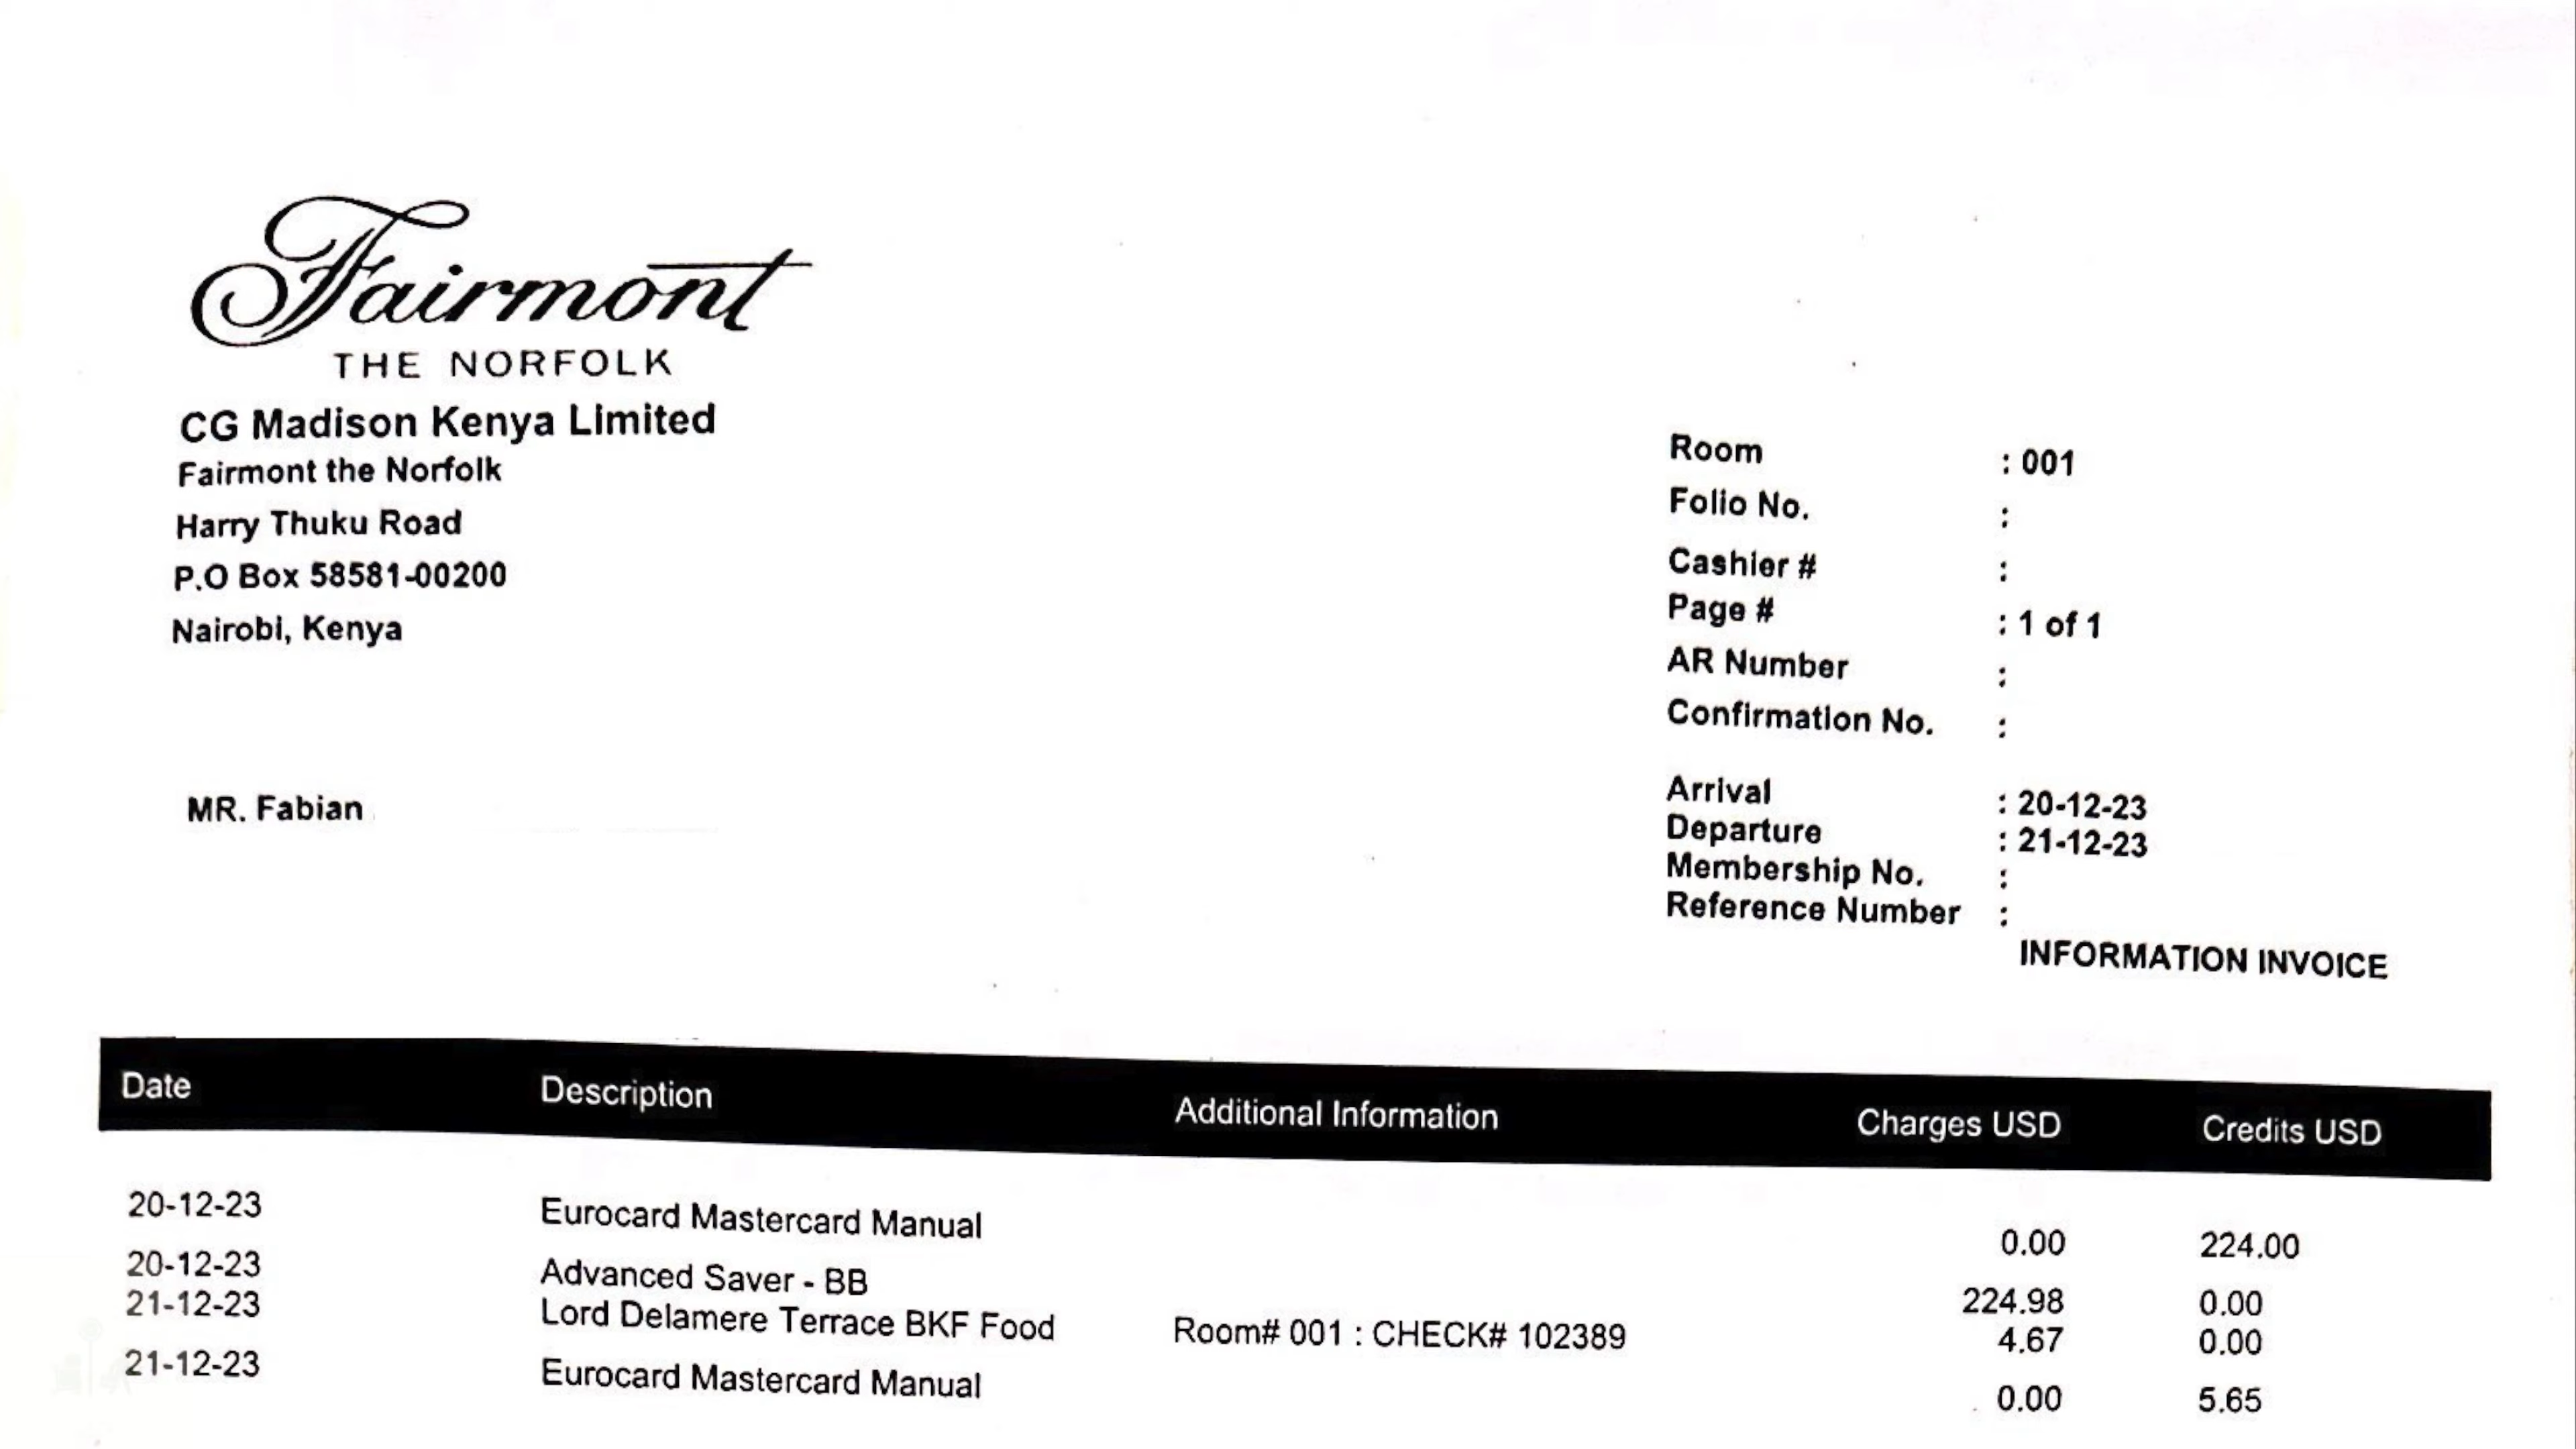 Fairmont
THE NORFOLK
CG Madison Kenya Limited
Fairmont the Norfolk
Harry Thuku Road
P.O Box 58581-00200
Nairobi, Kenya
MR. Fabian
Room : 001
Folio No. :
Cashier # :
Page # : 1 of 1
AR Number :
Confirmation No. :
Arrival : 20-12-23
Departure : 21-12-23
Membership No. :
Reference Number :
INFORMATION INVOICE
Date Description Additional Information Charges USD Credits USD
20-12-23 Eurocard Mastercard Manual 0.00 224.00
20-12-23 Advanced Saver - BB 224.98 0.00
21-12-23 Lord Delamere Terrace BKF Food Room# 001 : CHECK# 102389 4.67 0.00
21-12-23 Eurocard Mastercard Manual 0.00 5.65